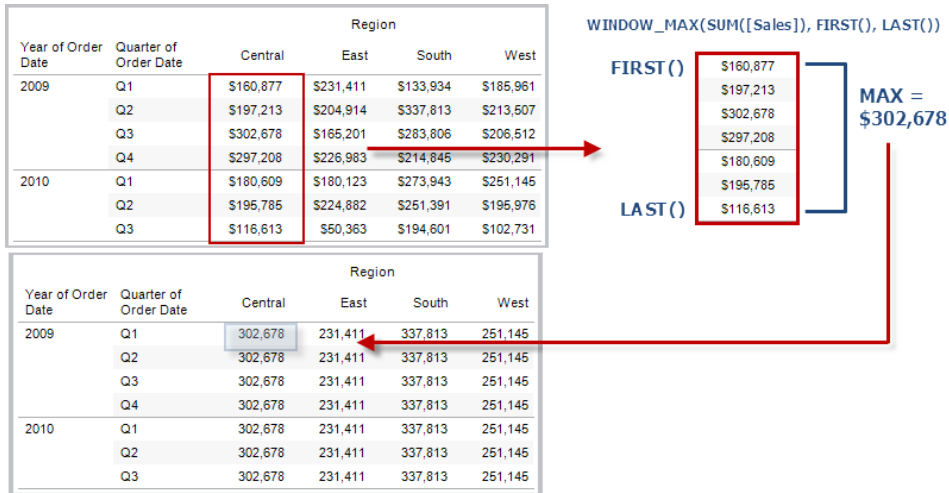 Region
Year of Order Date Quarter of Order Date Central East South West
2009 Q1 $160,877 $231,411 $133,934 $185,961
Q2 $197,213 $204,914 $337,813 $213,507
Q3 $302,678 $165,201 $283,806 $206,512
Q4 $297,208 $226,983 $214,845 $230,291
2010 Q1 $180,609 $180,123 $273,943 $251,145
Q2 $195,785 $224,882 $251,391 $195,976
Q3 $116,613 $50,363 $194,601 $102,731
WINDOW_MAX(SUM([Sales]), FIRST(), LAST())
FIRST() $160,877
$197,213
$302,678
$297,208
$180,609
$195,785
LAST() $116,613
MAX =
$302,678
Region
Year of Order Date Quarter of Order Date Central East South West
2009 Q1 302,678 231,411 337,813 251,145
Q2 302,678 231,411 337,813 251,145
Q3 302,678 231,411 337,813 251,145
Q4 302,678 231,411 337,813 251,145
2010 Q1 302,678 231,411 337,813 251,145
Q2 302,678 231,411 337,813 251,145
Q3 302,678 231,411 337,813 251,145